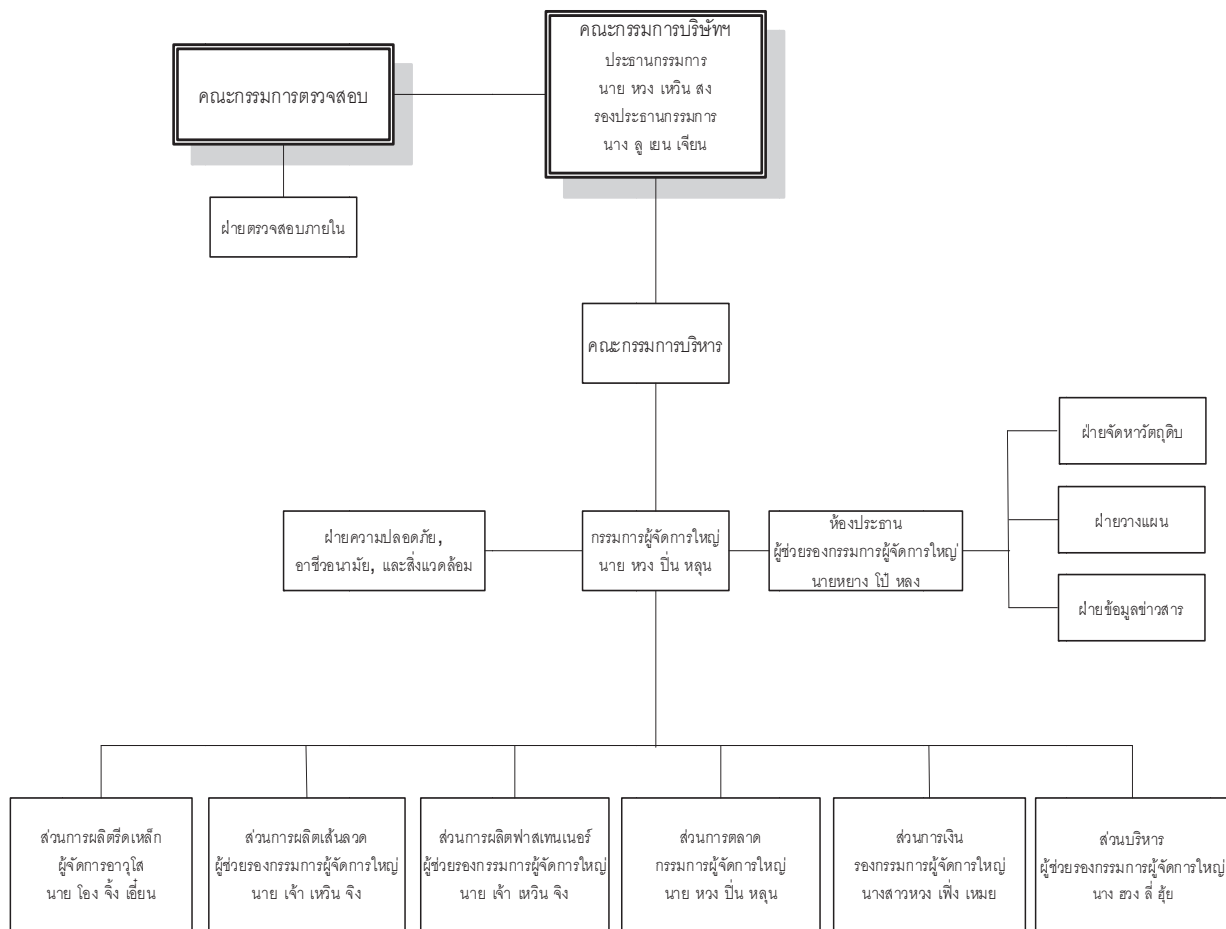 คณะกรรมการบริษัทฯ
ประธานกรรมการ
นาย หวง เหวิน สง
รองประธานกรรมการ
นาง ลู เยน เจียน
คณะกรรมการตรวจสอบ
ฝ่ายตรวจสอบภายใน
คณะกรรมการบริหาร
ฝ่ายจัดหาวัตถุดิบ
ฝ่ายวางแผน
ฝ่ายข้อมูลข่าวสาร
ฝ่ายความปลอดภัย,
อาชีวอนามัย, และสิ่งแวดล้อม
กรรมการผู้จัดการใหญ่
นาย หวง ปิ่น หลุน
ห้องประธาน
ผู้ช่วยรองกรรมการผู้จัดการใหญ่
นายหยาง โป๋ หลง
ส่วนการผลิตรีดเหล็ก
ผู้จัดการอาวุโส
นาย โอง จิ้ง เอี๋ยน
ส่วนการผลิตเส้นลวด
ผู้ช่วยรองกรรมการผู้จัดการใหญ่
นาย เจ้า เหวิน จิง
ส่วนการผลิตฟาสเทนเนอร์
ผู้ช่วยรองกรรมการผู้จัดการใหญ่
นาย เจ้า เหวิน จิง
ส่วนการตลาด
กรรมการผู้จัดการใหญ่
นาย หวง ปิ่น หลุน
ส่วนการเงิน
รองกรรมการผู้จัดการใหญ่
นางสาวหวง เฟิ่ง เหมย
ส่วนบริหาร
ผู้ช่วยรองกรรมการผู้จัดการใหญ่
นาง ฮวง ลี่ ฮุ้ย